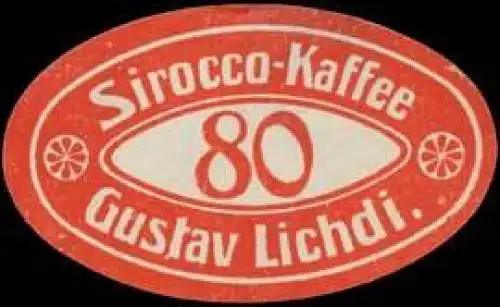 Sirocco-Kaffee
80
Gustav Lichdi.